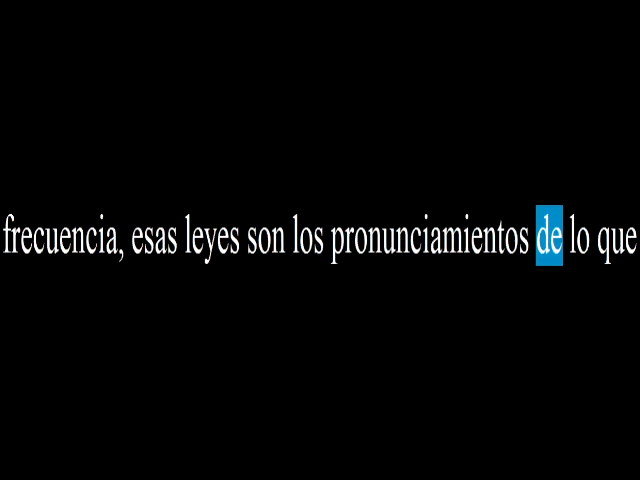 frecuencia, esas leyes son los pronunciamientos de lo que